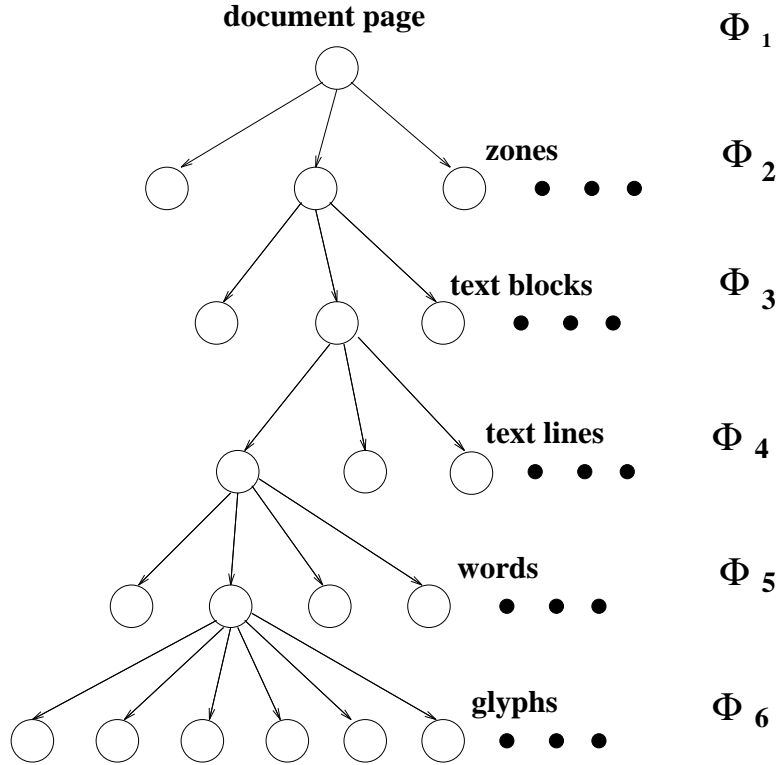 document page Φ 1
zones Φ 2
text blocks Φ 3
text lines Φ 4
words Φ 5
glyphs Φ 6